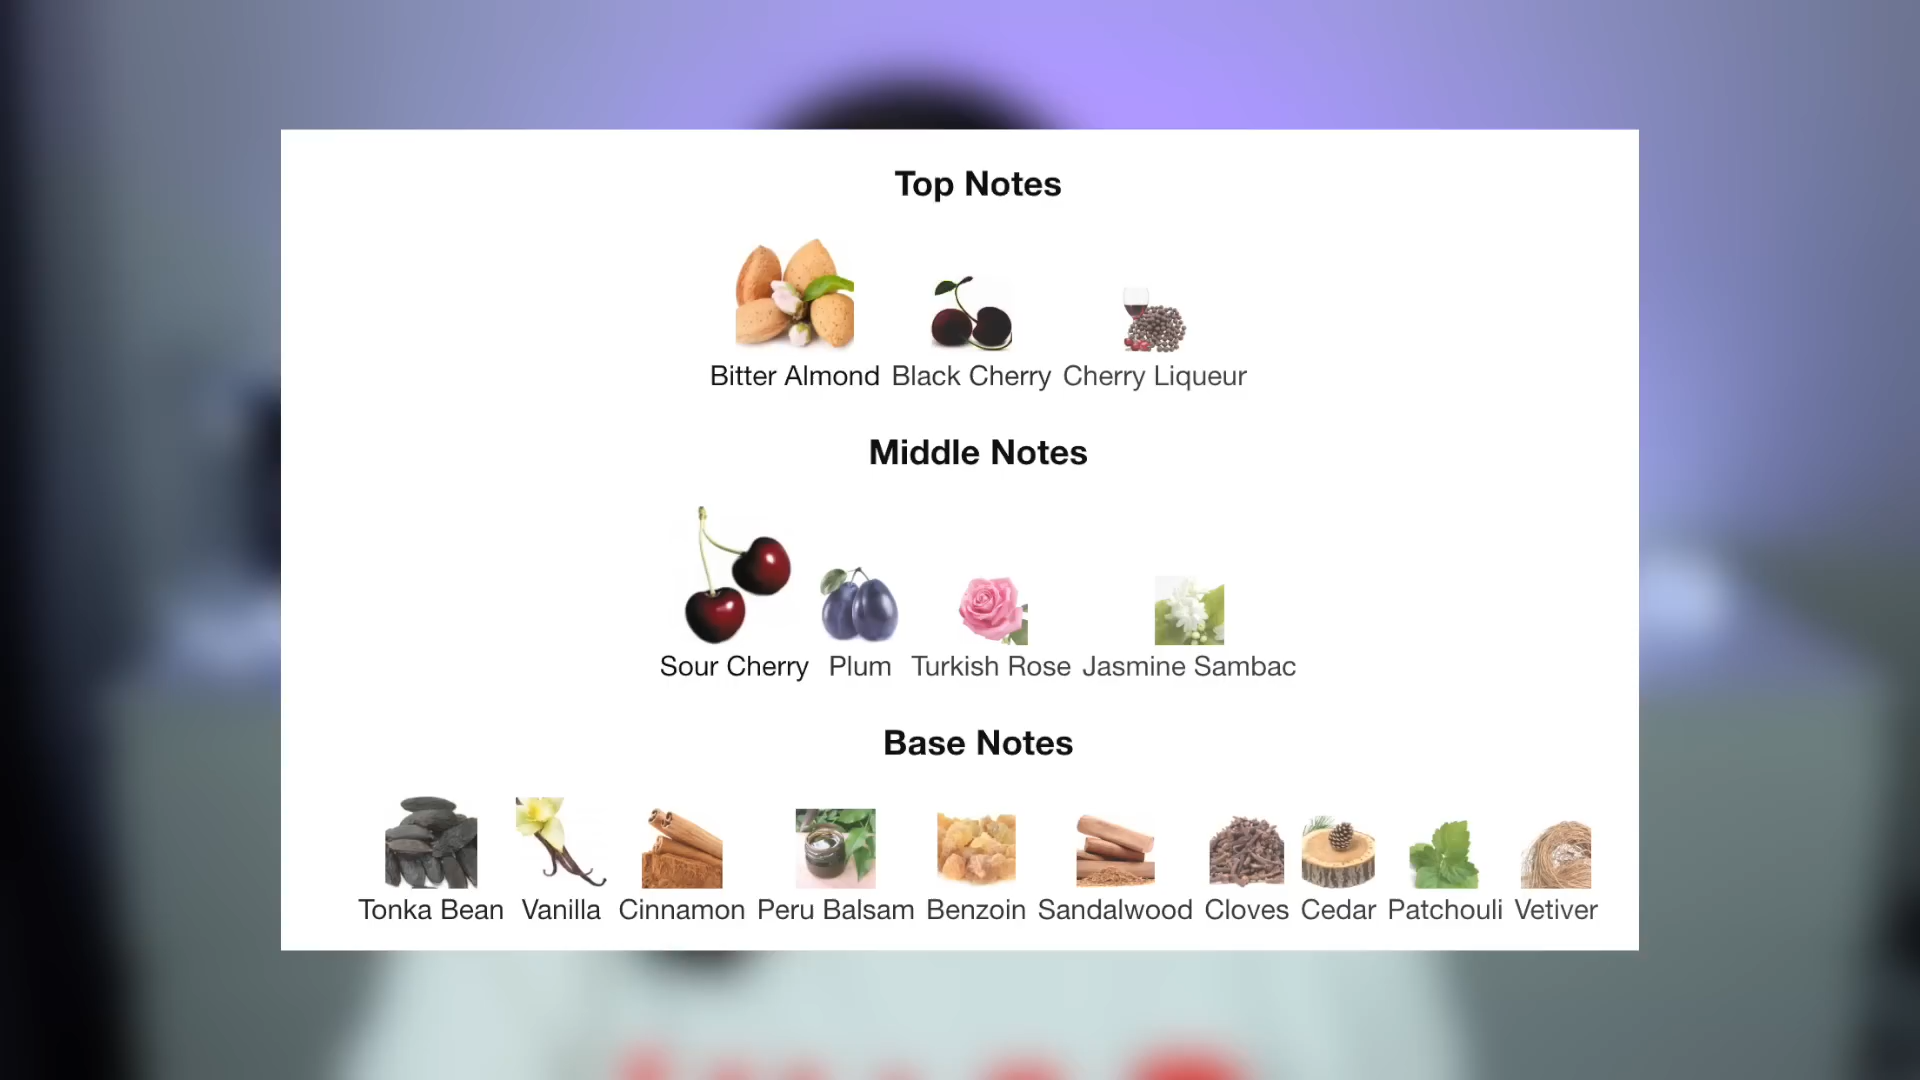 Top Notes
Bitter Almond Black Cherry Cherry Liqueur
Middle Notes
Sour Cherry Plum Turkish Rose Jasmine Sambac
Base Notes
Tonka Bean Vanilla Cinnamon Peru Balsam Benzoin Sandalwood Cloves Cedar Patchouli Vetiver